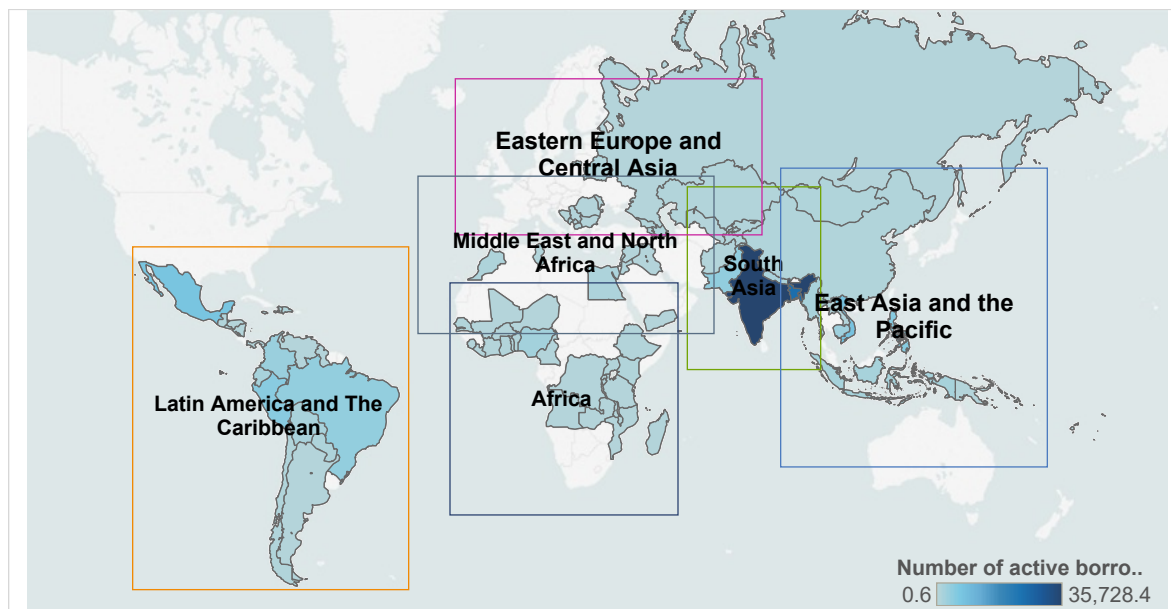 Eastern Europe and
Central Asia
Middle East and North
Africa
South
Asia
East Asia and the
Pacific
Latin America and The
Caribbean
Africa
Number of active borro..
0.6 35,728.4